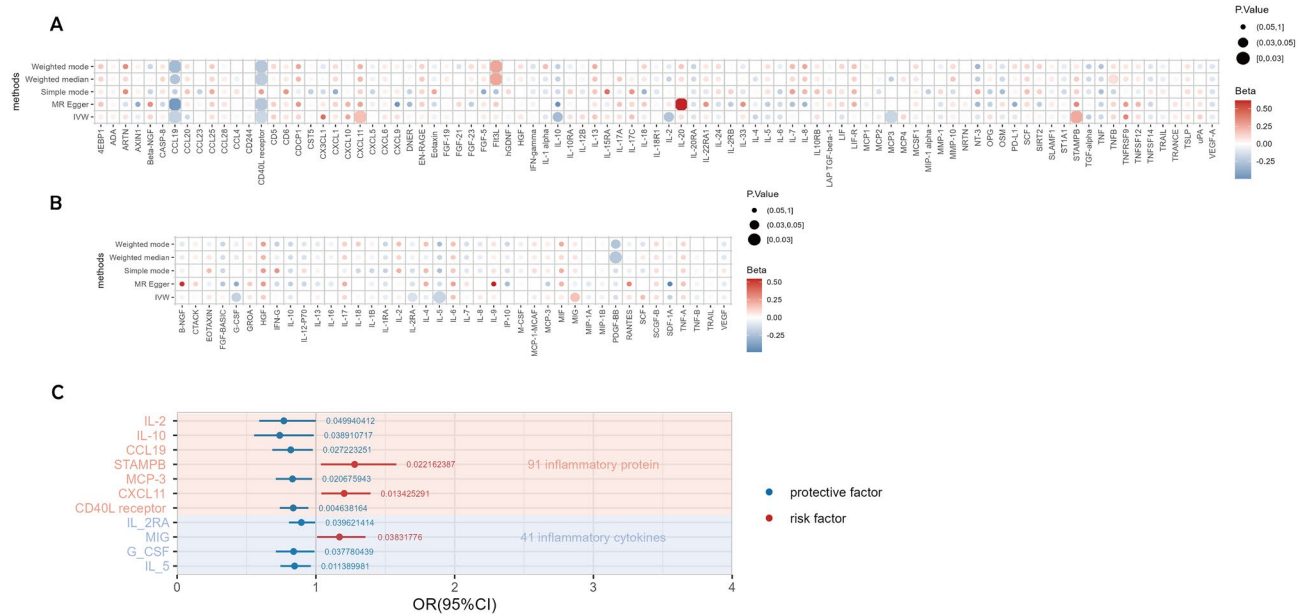 A
P.Value
(0.05,1]
(0.03,0.05]
[0,0.03]
Beta
0.50
0.25
0.00
-0.25
methods
Weighted mode
Weighted median
Simple mode
MR Egger
IVW
4EBP1
ADA
ARTN
AXIN1
Beta-NGF
CASP-8
CCL19
CCL20
CCL23
CCL25
CCL28
CCL4
CD244
CD40L receptor
CD5
CD6
CDCP1
CST5
CX3CL1
CXCL1
CXCL10
CXCL11
CXCL5
CXCL6
CXCL9
DNER
EN-RAGE
Eotaxin
FGF-19
FGF-21
FGF-23
FGF-5
Flt3L
hGDNF
HGF
IFN-gamma
IL-1 alpha
IL-10
IL-10RA
IL-12B
IL-13
IL-15RA
IL-17A
IL-17C
IL-18
IL-18R1
IL-2
IL-20
IL-20RA
IL-22RA1
IL-24
IL-2RB
IL-33
IL-4
IL-5
IL-6
IL-7
IL-8
IL10RB
LAP TGF-beta-1
LIF
LIF-R
MCP1
MCP2
MCP3
MCP4
MCSF1
MIP-1 alpha
MMP-1
MMP-10
NRTN
NT-3
OPG
OSM
PD-L1
SCF
SIRT2
SLAMF1
ST1A1
STAMPB
TGF-alpha
TNF
TNFB
TNFRSF9
TNFSF12
TNFSF14
TRAIL
TRANCE
TSLP
uPA
VEGF-A
B
P.Value
(0.05,1]
(0.03,0.05]
[0,0.03]
Beta
0.50
0.25
0.00
-0.25
methods
Weighted mode
Weighted median
Simple mode
MR Egger
IVW
B-NGF
CTACK
EOTAXIN
FGF-BASIC
G-CSF
GROA
HGF
IFN-G
IL-10
IL-12-P70
IL-13
IL-16
IL-17
IL-18
IL-1B
IL-1RA
IL-2
IL-2RA
IL-4
IL-5
IL-6
IL-7
IL-8
IL-9
IP-10
M-CSF
MCP-1-MCAF
MCP-3
MIF
MIG
MIP-1A
MIP-1B
PDGF-BB
RANTES
SCF
SCGF-B
SDF-1A
TNF-A
TNF-B
TRAIL
VEGF
C
IL-2 0.049940412
IL-10 0.038910717
CCL19 0.027223251
STAMPB 0.022162387 91 inflammatory protein
MCP-3 0.020675943
CXCL11 0.013425291
CD40L receptor 0.004638164
IL_2RA 0.039621414
MIG 0.03831776 41 inflammatory cytokines
G_CSF 0.037780439
IL_5 0.011389981
0 1 2 3 4
OR(95%CI)
protective factor
risk factor